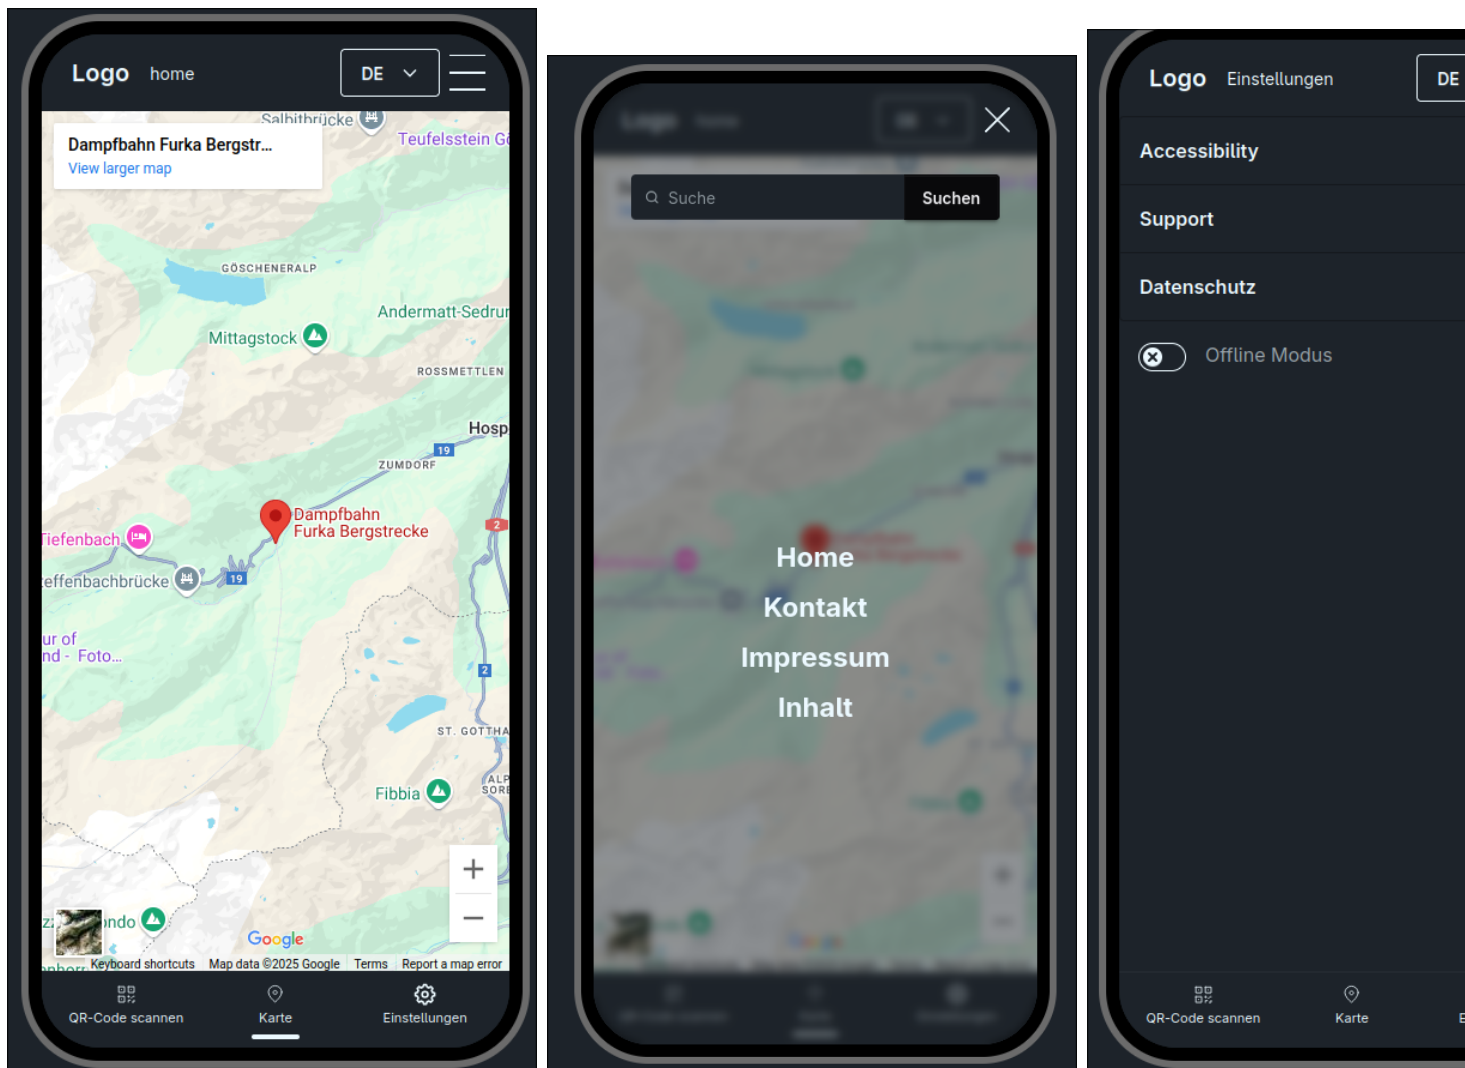 Logo home DE
Salbitbrücke
Dampfbahn Furka Bergstr...
View larger map
Teufelsstein Gö
GÖSCHENERALP
Andermatt-Sedrun
Mittagstock
ROSSMETTLEN
Hosp
19
ZUMDORF
Dampfbahn
Furka Bergstrecke
2
Tiefenbach
teffenbachbrücke
19
ur of
nd - Foto...
2
ST. GOTTHA
ALP
SORE
Fibbia
ondo
Google
Keyboard shortcuts Map data ©2025 Google Terms Report a map error
QR-Code scannen Karte Einstellungen
Suche Suchen
Home
Kontakt
Impressum
Inhalt
Logo Einstellungen DE
Accessibility
Support
Datenschutz
Offline Modus
QR-Code scannen Karte E